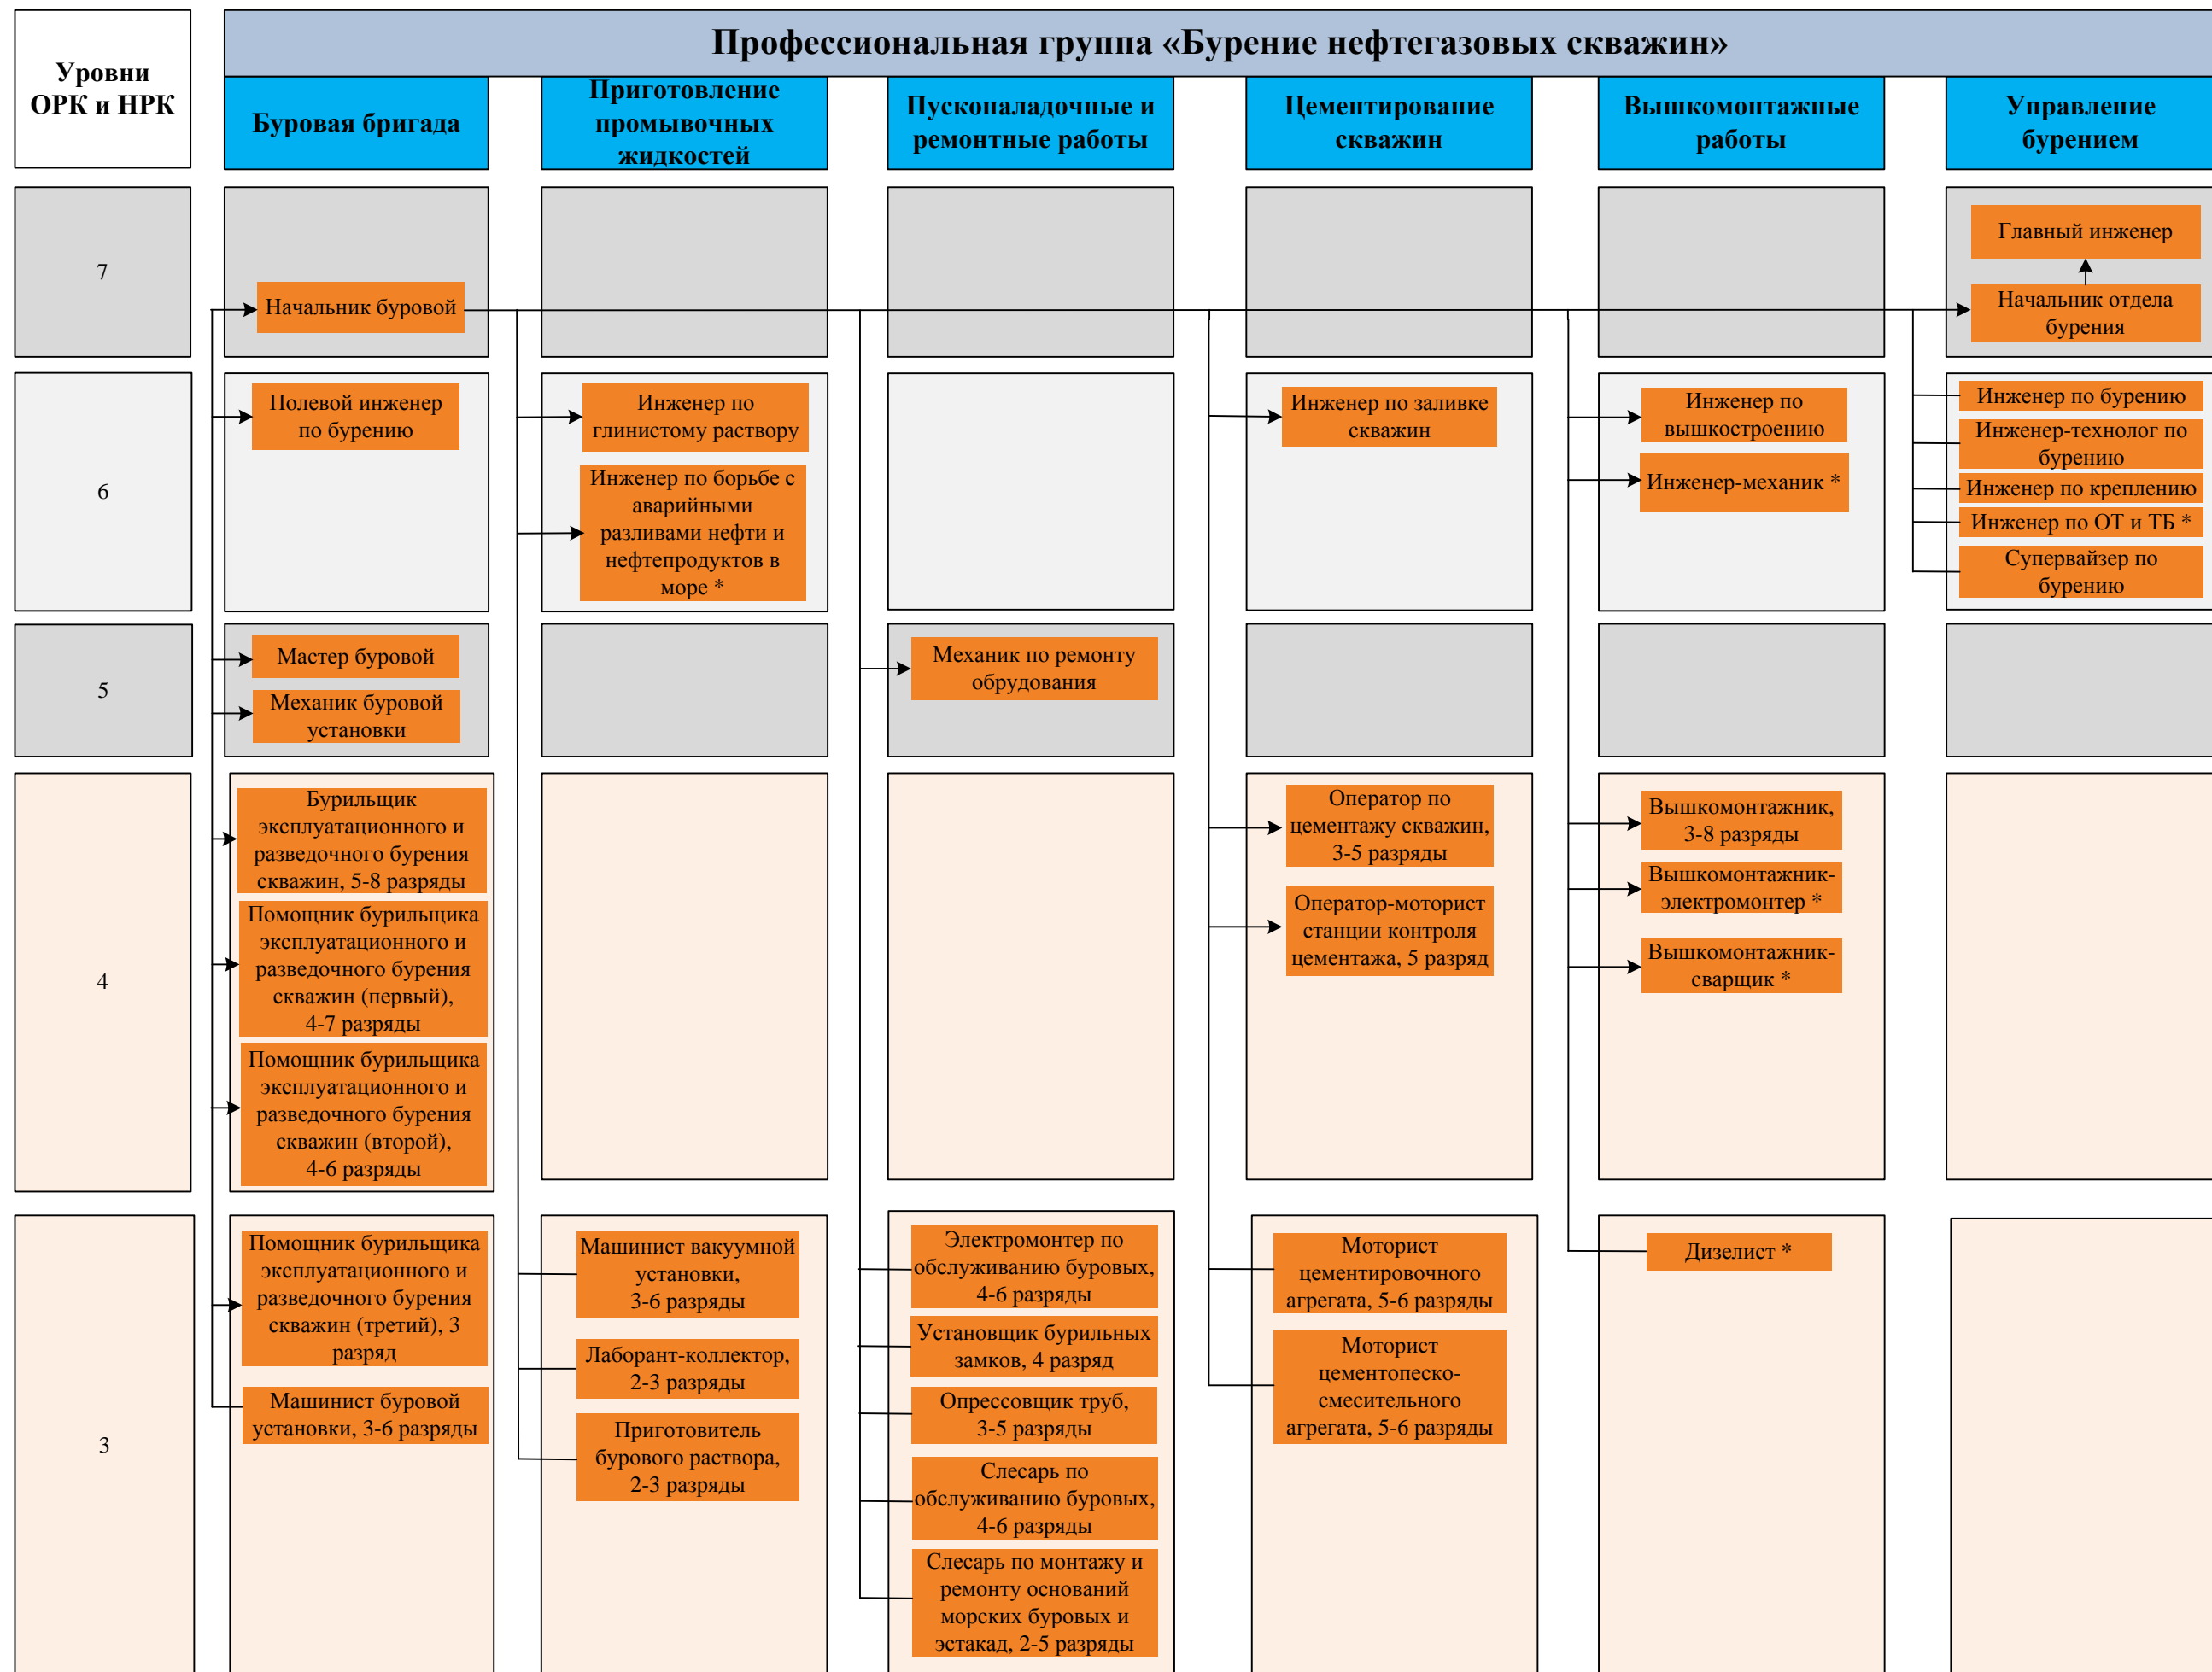 Уровни
ОРК и НРК
Профессиональная группа «Бурение нефтегазовых скважин»
Буровая бригада
Приготовление
промывочных
жидкостей
Пусконаладочные и
ремонтные работы
Цементирование
скважин
Вышкомонтажные
работы
Управление
бурением
7
Начальник буровой
Главный инженер
Начальник отдела
бурения
6
Полевой инженер
по бурению
Инженер по
глинистому раствору
Инженер по борьбе с
аварийными
разливами нефти и
нефтепродуктов в
море *
Инженер по заливке
скважин
Инженер по
вышкостроению
Инженер-механик *
Инженер по бурению
Инженер-технолог по
бурению
Инженер по креплению
Инженер по ОТ и ТБ *
Супервайзер по
бурению
5
Мастер буровой
Механик буровой
установки
Механик по ремонту
обрудования
4
Бурильщик
эксплуатационного и
разведочного бурения
скважин, 5-8 разряды
Помощник бурильщика
эксплуатационного и
разведочного бурения
скважин (первый),
4-7 разряды
Помощник бурильщика
эксплуатационного и
разведочного бурения
скважин (второй),
4-6 разряды
Оператор по
цементажу скважин,
3-5 разряды
Оператор-моторист
станции контроля
цементажа, 5 разряд
Вышкомонтажник,
3-8 разряды
Вышкомонтажник-
электромонтер *
Вышкомонтажник-
сварщик *
3
Помощник бурильщика
эксплуатационного и
разведочного бурения
скважин (третий), 3
разряд
Машинист буровой
установки, 3-6 разряды
Машинист вакуумной
установки,
3-6 разряды
Лаборант-коллектор,
2-3 разряды
Приготовитель
бурового раствора,
2-3 разряды
Электромонтер по
обслуживанию буровых,
4-6 разряды
Установщик бурильных
замков, 4 разряд
Опрессовщик труб,
3-5 разряды
Слесарь по
обслуживанию буровых,
4-6 разряды
Слесарь по монтажу и
ремонту оснований
морских буровых и
эстакад, 2-5 разряды
Моторист
цементировочного
агрегата, 5-6 разряды
Моторист
цементопеско-
смесительного
агрегата, 5-6 разряды
Дизелист *